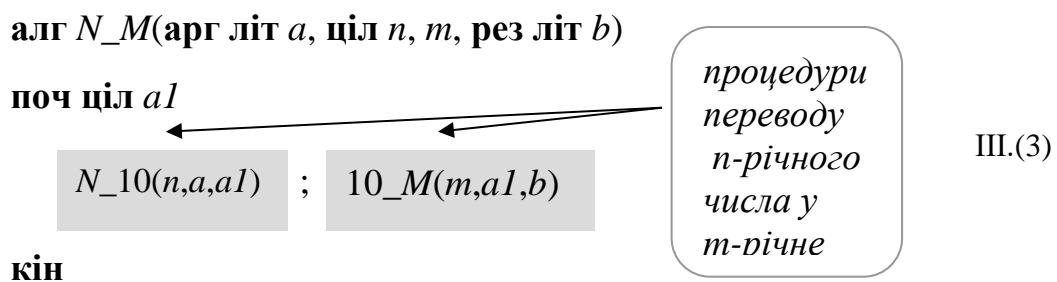 алг N_M(арг літ a, ціл n, m, рез літ b)
поч ціл a1
N_10(n,a,a1) ; 10_M(m,a1,b)
кін
процедури
переводу
n-річного
числа у
m-річне
III.(3)